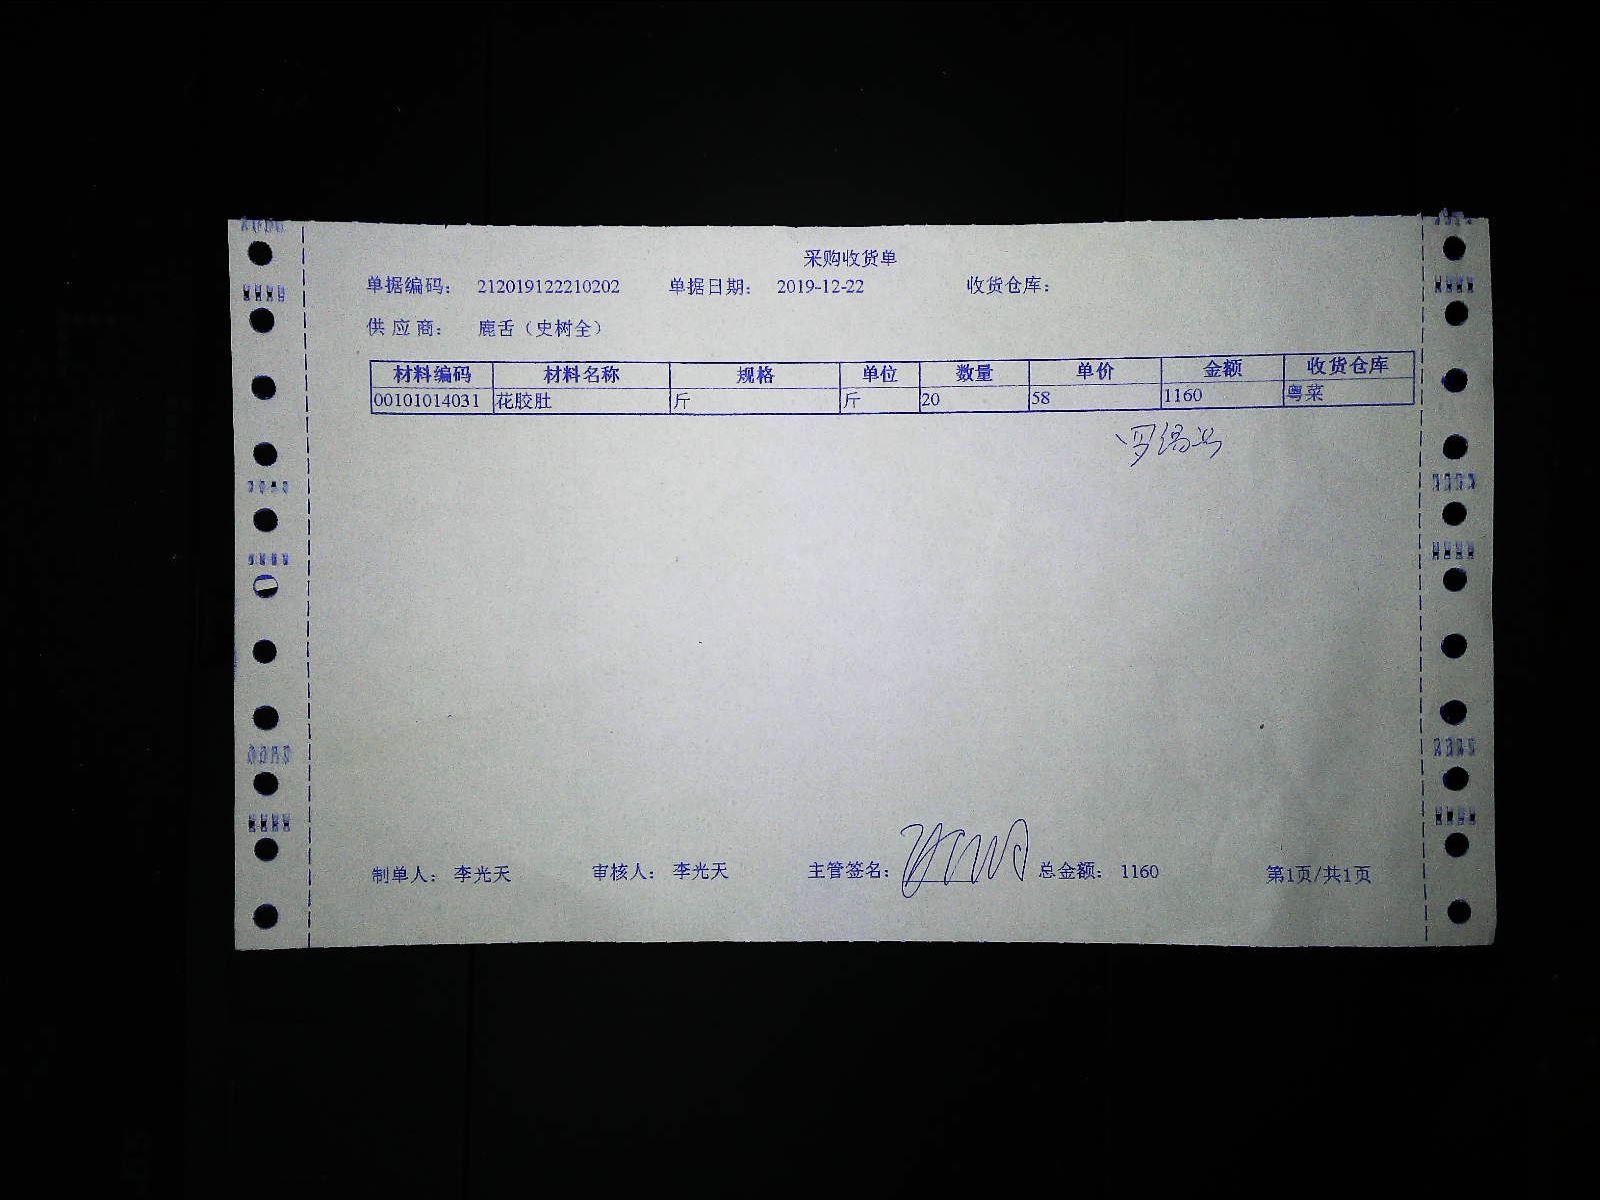 采购收货单
单据编码： 212019122210202 单据日期： 2019-12-22 收货仓库：
供 应 商： 鹿舌（史树全）
材料编码 材料名称 规格 单位 数量 单价 金额 收货仓库
00101014031 花胶肚 斤 斤 20 58 1160 粤菜
制单人： 李光天 审核人： 李光天 主管签名： 总金额： 1160 第1页/共1页